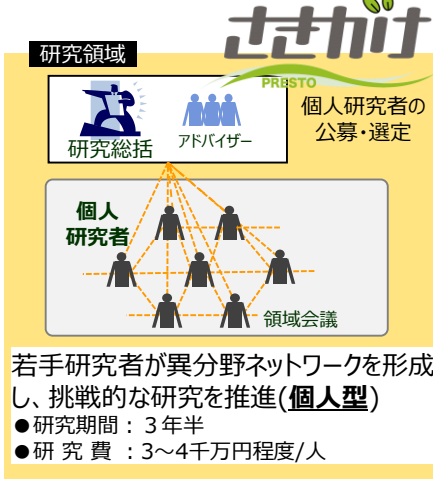 さきがけ
PRESTO
研究領域
個人研究者の
公募・選定
研究総括
アドバイザー
個人
研究者
領域会議
若手研究者が異分野ネットワークを形成
し、挑戦的な研究を推進(個人型)
●研究期間：３年半
●研 究 費 ：3～4千万円程度/人